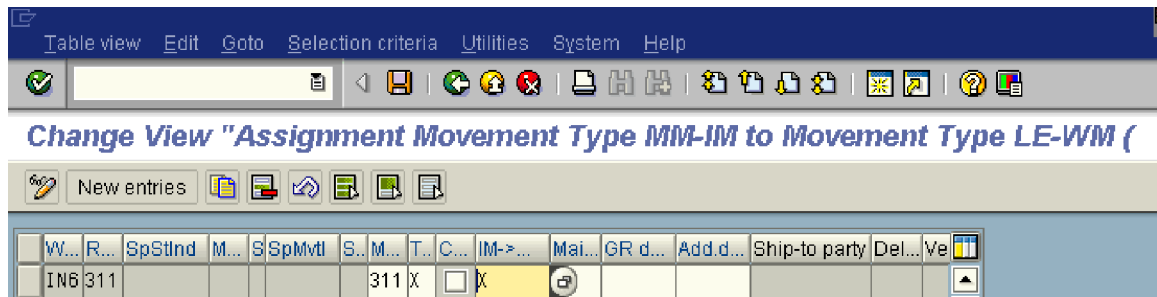 Table view Edit Goto Selection criteria Utilities System Help
Change View "Assignment Movement Type MM-IM to Movement Type LE-WM (
New entries
W... R... SpStInd M... S SpMvtI S.. M... T.. C... IM->... Mai... GR d... Add.d... Ship-to party Del... Ve
IN6 311 311 X X